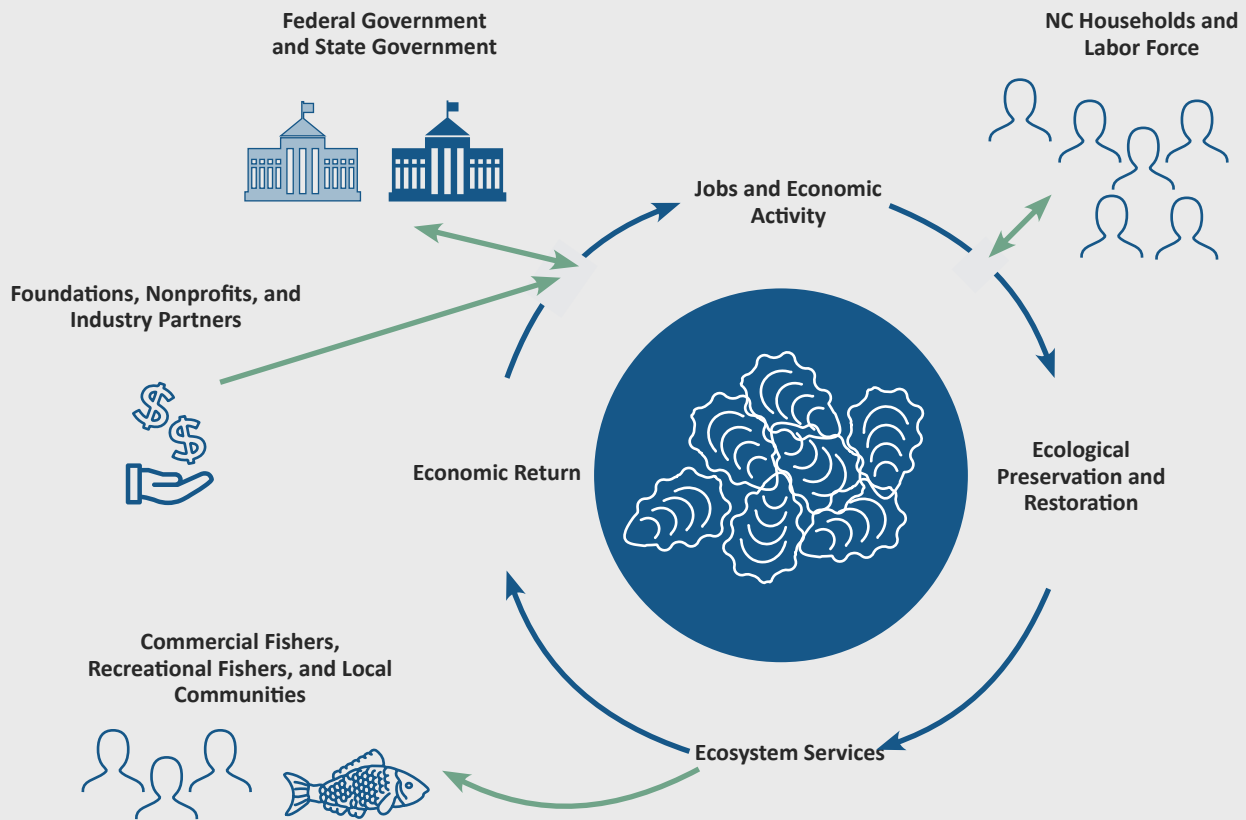 Federal Government
and State Government
NC Households and
Labor Force
Jobs and Economic
Activity
Foundations, Nonprofits, and
Industry Partners
$
$
Economic Return
Ecological
Preservation and
Restoration
Commercial Fishers,
Recreational Fishers, and Local
Communities
Ecosystem Services